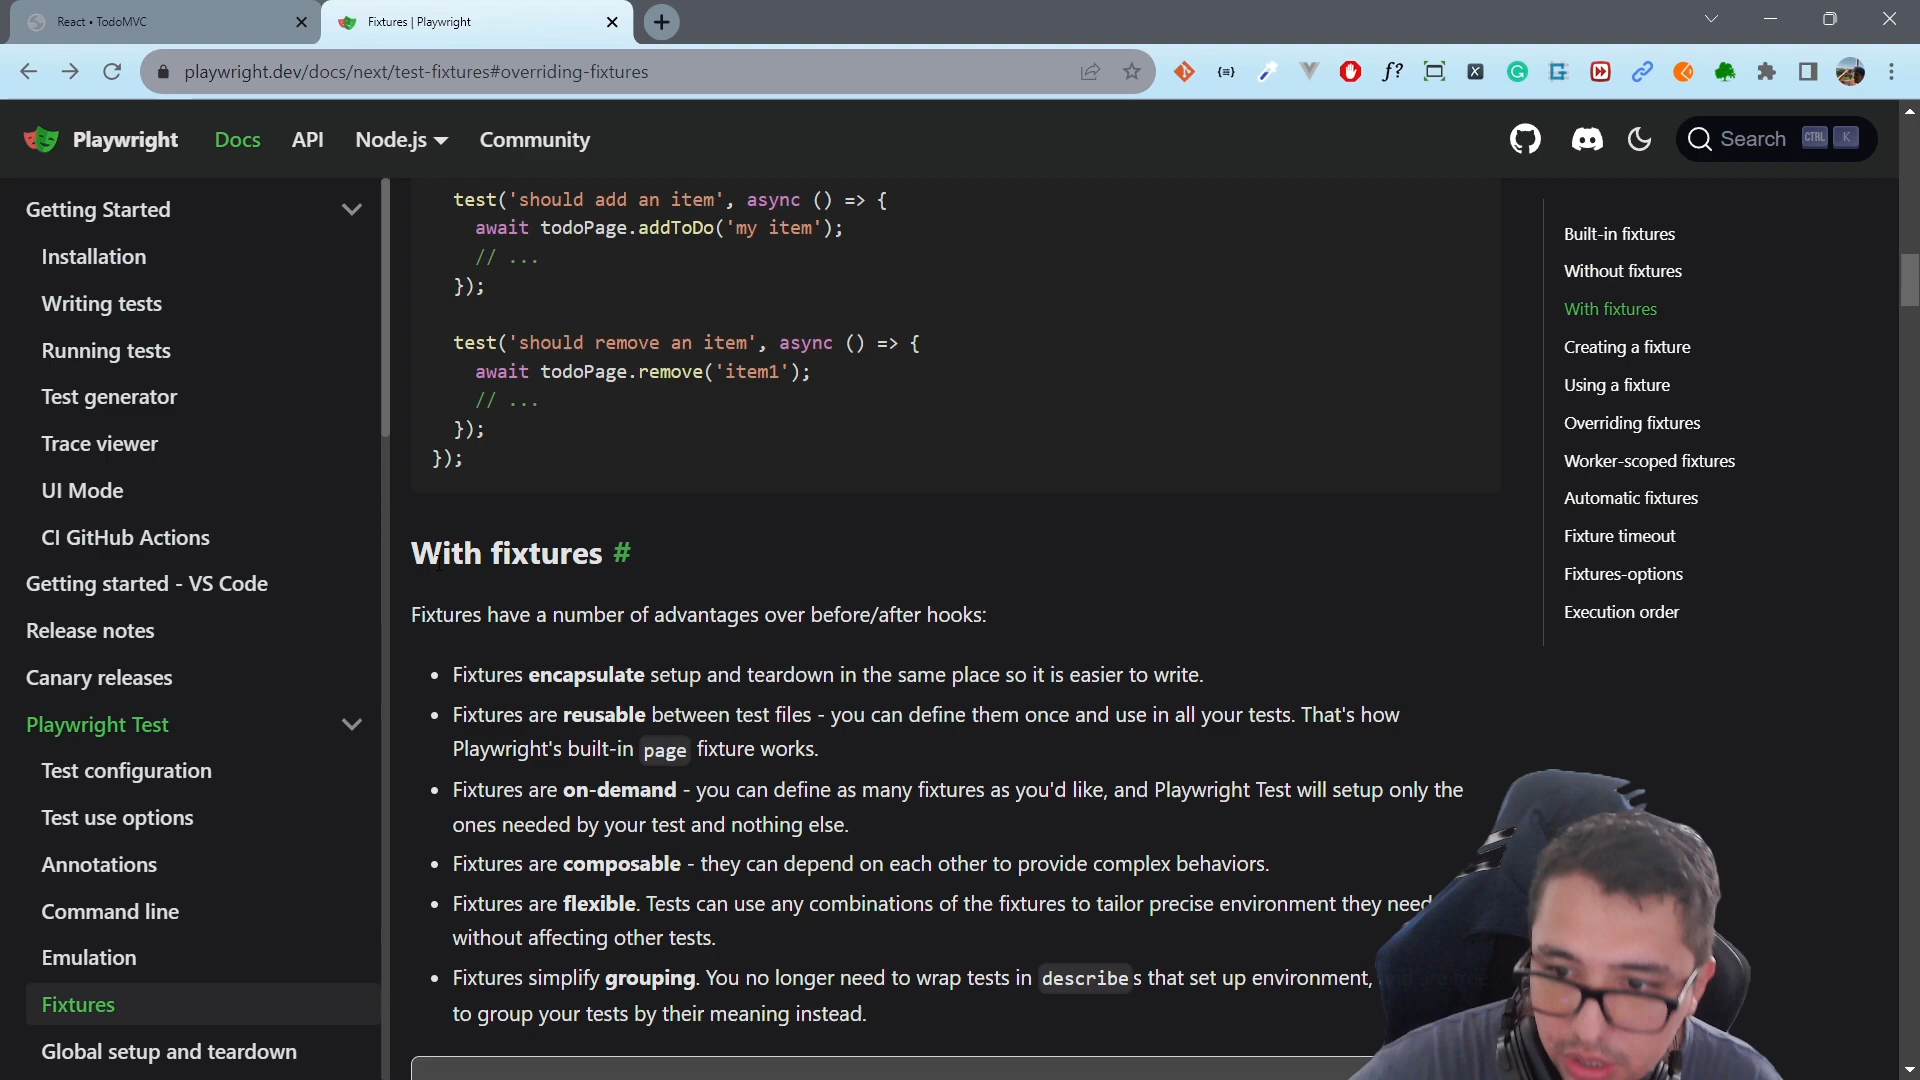 React • TodoMVC
Fixtures | Playwright
playwright.dev/docs/next/test-fixtures#overriding-fixtures
Playwright
Docs
API
Node.js
Community
Search
CTRL
K
Getting Started
Installation
Writing tests
Running tests
Test generator
Trace viewer
UI Mode
CI GitHub Actions
Getting started - VS Code
Release notes
Canary releases
Playwright Test
Test configuration
Test use options
Annotations
Command line
Emulation
Fixtures
Global setup and teardown
test('should add an item', async () => {
await todoPage.addToDo('my item');
// ...
});
test('should remove an item', async () => {
await todoPage.remove('item1');
// ...
});
});
With fixtures #
Fixtures have a number of advantages over before/after hooks:
• Fixtures encapsulate setup and teardown in the same place so it is easier to write.
• Fixtures are reusable between test files - you can define them once and use in all your tests. That's how
Playwright's built-in page fixture works.
• Fixtures are on-demand - you can define as many fixtures as you'd like, and Playwright Test will setup only the
ones needed by your test and nothing else.
• Fixtures are composable - they can depend on each other to provide complex behaviors.
• Fixtures are flexible. Tests can use any combinations of the fixtures to tailor precise environment they need
without affecting other tests.
• Fixtures simplify grouping. You no longer need to wrap tests in describes that set up environment,
to group your tests by their meaning instead.
Built-in fixtures
Without fixtures
With fixtures
Creating a fixture
Using a fixture
Overriding fixtures
Worker-scoped fixtures
Automatic fixtures
Fixture timeout
Fixtures-options
Execution order